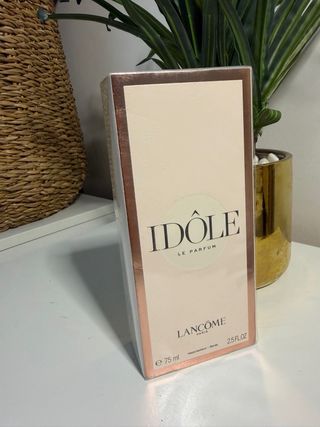 IDÔLE
LE PARFUM
LANCÔME
PARIS
℮ 75 ml
2.5 FL.OZ